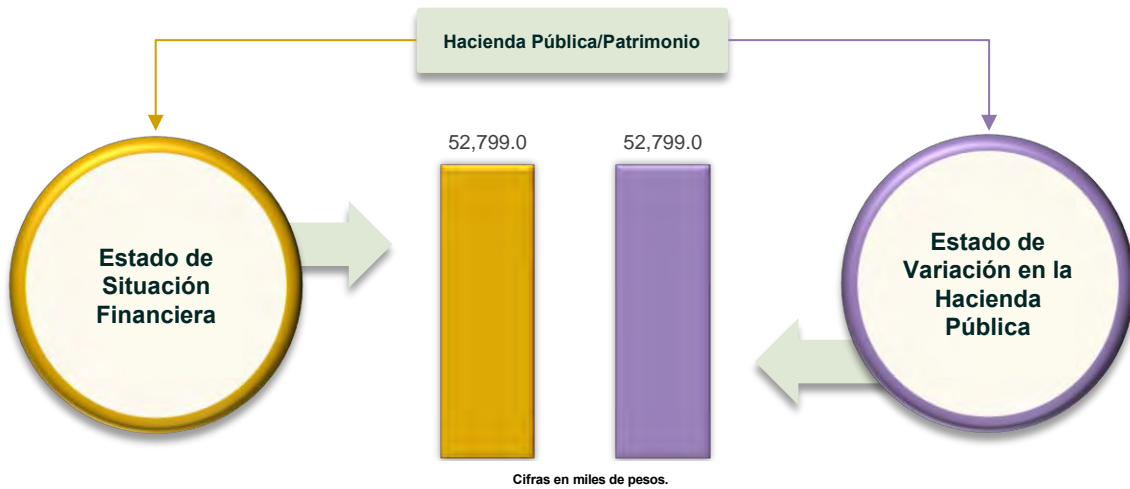 Hacienda Pública/Patrimonio
52,799.0
52,799.0
Estado de
Situación
Financiera
Estado de
Variación en la
Hacienda
Pública
Cifras en miles de pesos.